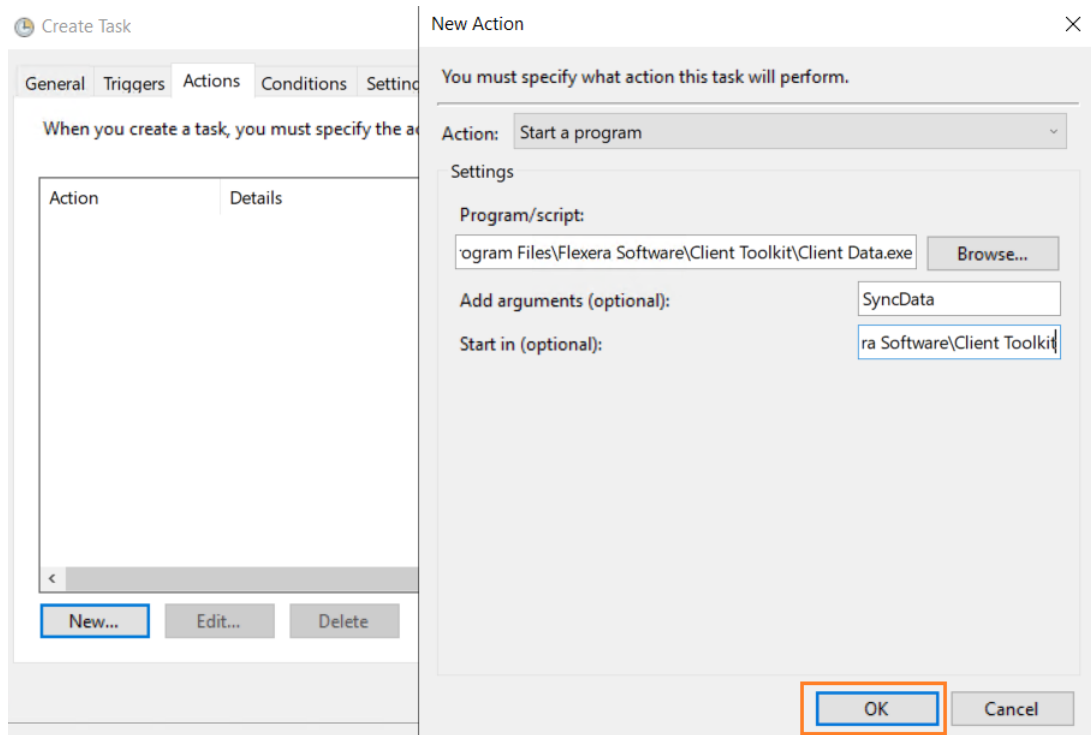 Create Task
General Triggers Actions Conditions Setting
When you create a task, you must specify the ac
Action Details
New... Edit... Delete
New Action
You must specify what action this task will perform.
Action: Start a program
Settings
Program/script:
rogram Files\Flexera Software\Client Toolkit\Client Data.exe Browse...
Add arguments (optional): SyncData
Start in (optional): ra Software\Client Toolkit
OK Cancel